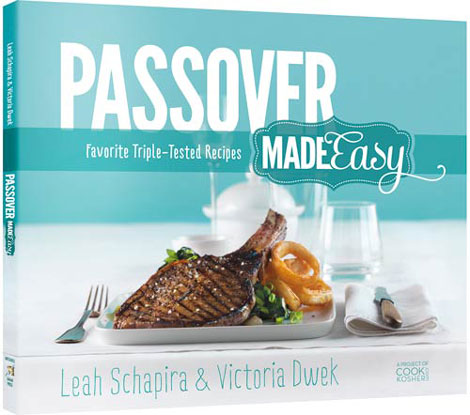 Leah Schapira & Victoria Dwek
PASSOVER
MADE Easy
PASSOVER
Favorite Triple-Tested Recipes
MADE Easy
Leah Schapira & Victoria Dwek
A PROJECT OF
COOK
KOSHER